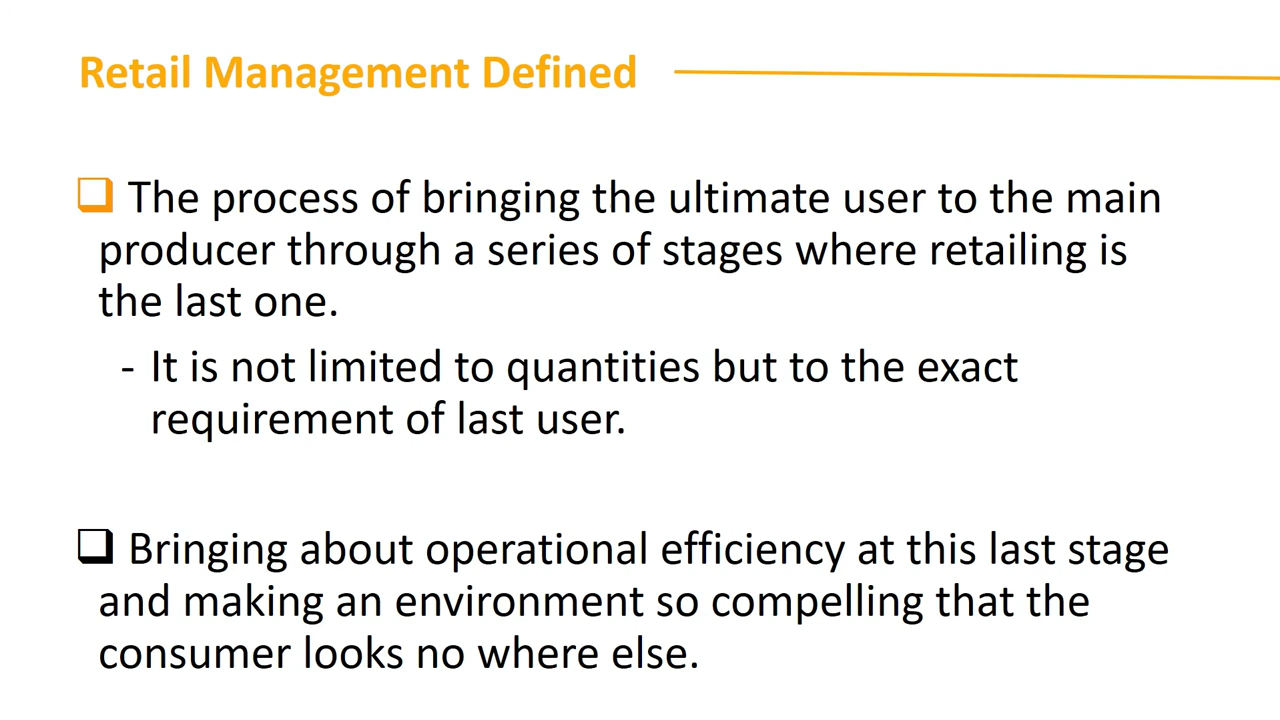 Retail Management Defined
The process of bringing the ultimate user to the main
producer through a series of stages where retailing is
the last one.
- It is not limited to quantities but to the exact
requirement of last user.
Bringing about operational efficiency at this last stage
and making an environment so compelling that the
consumer looks no where else.